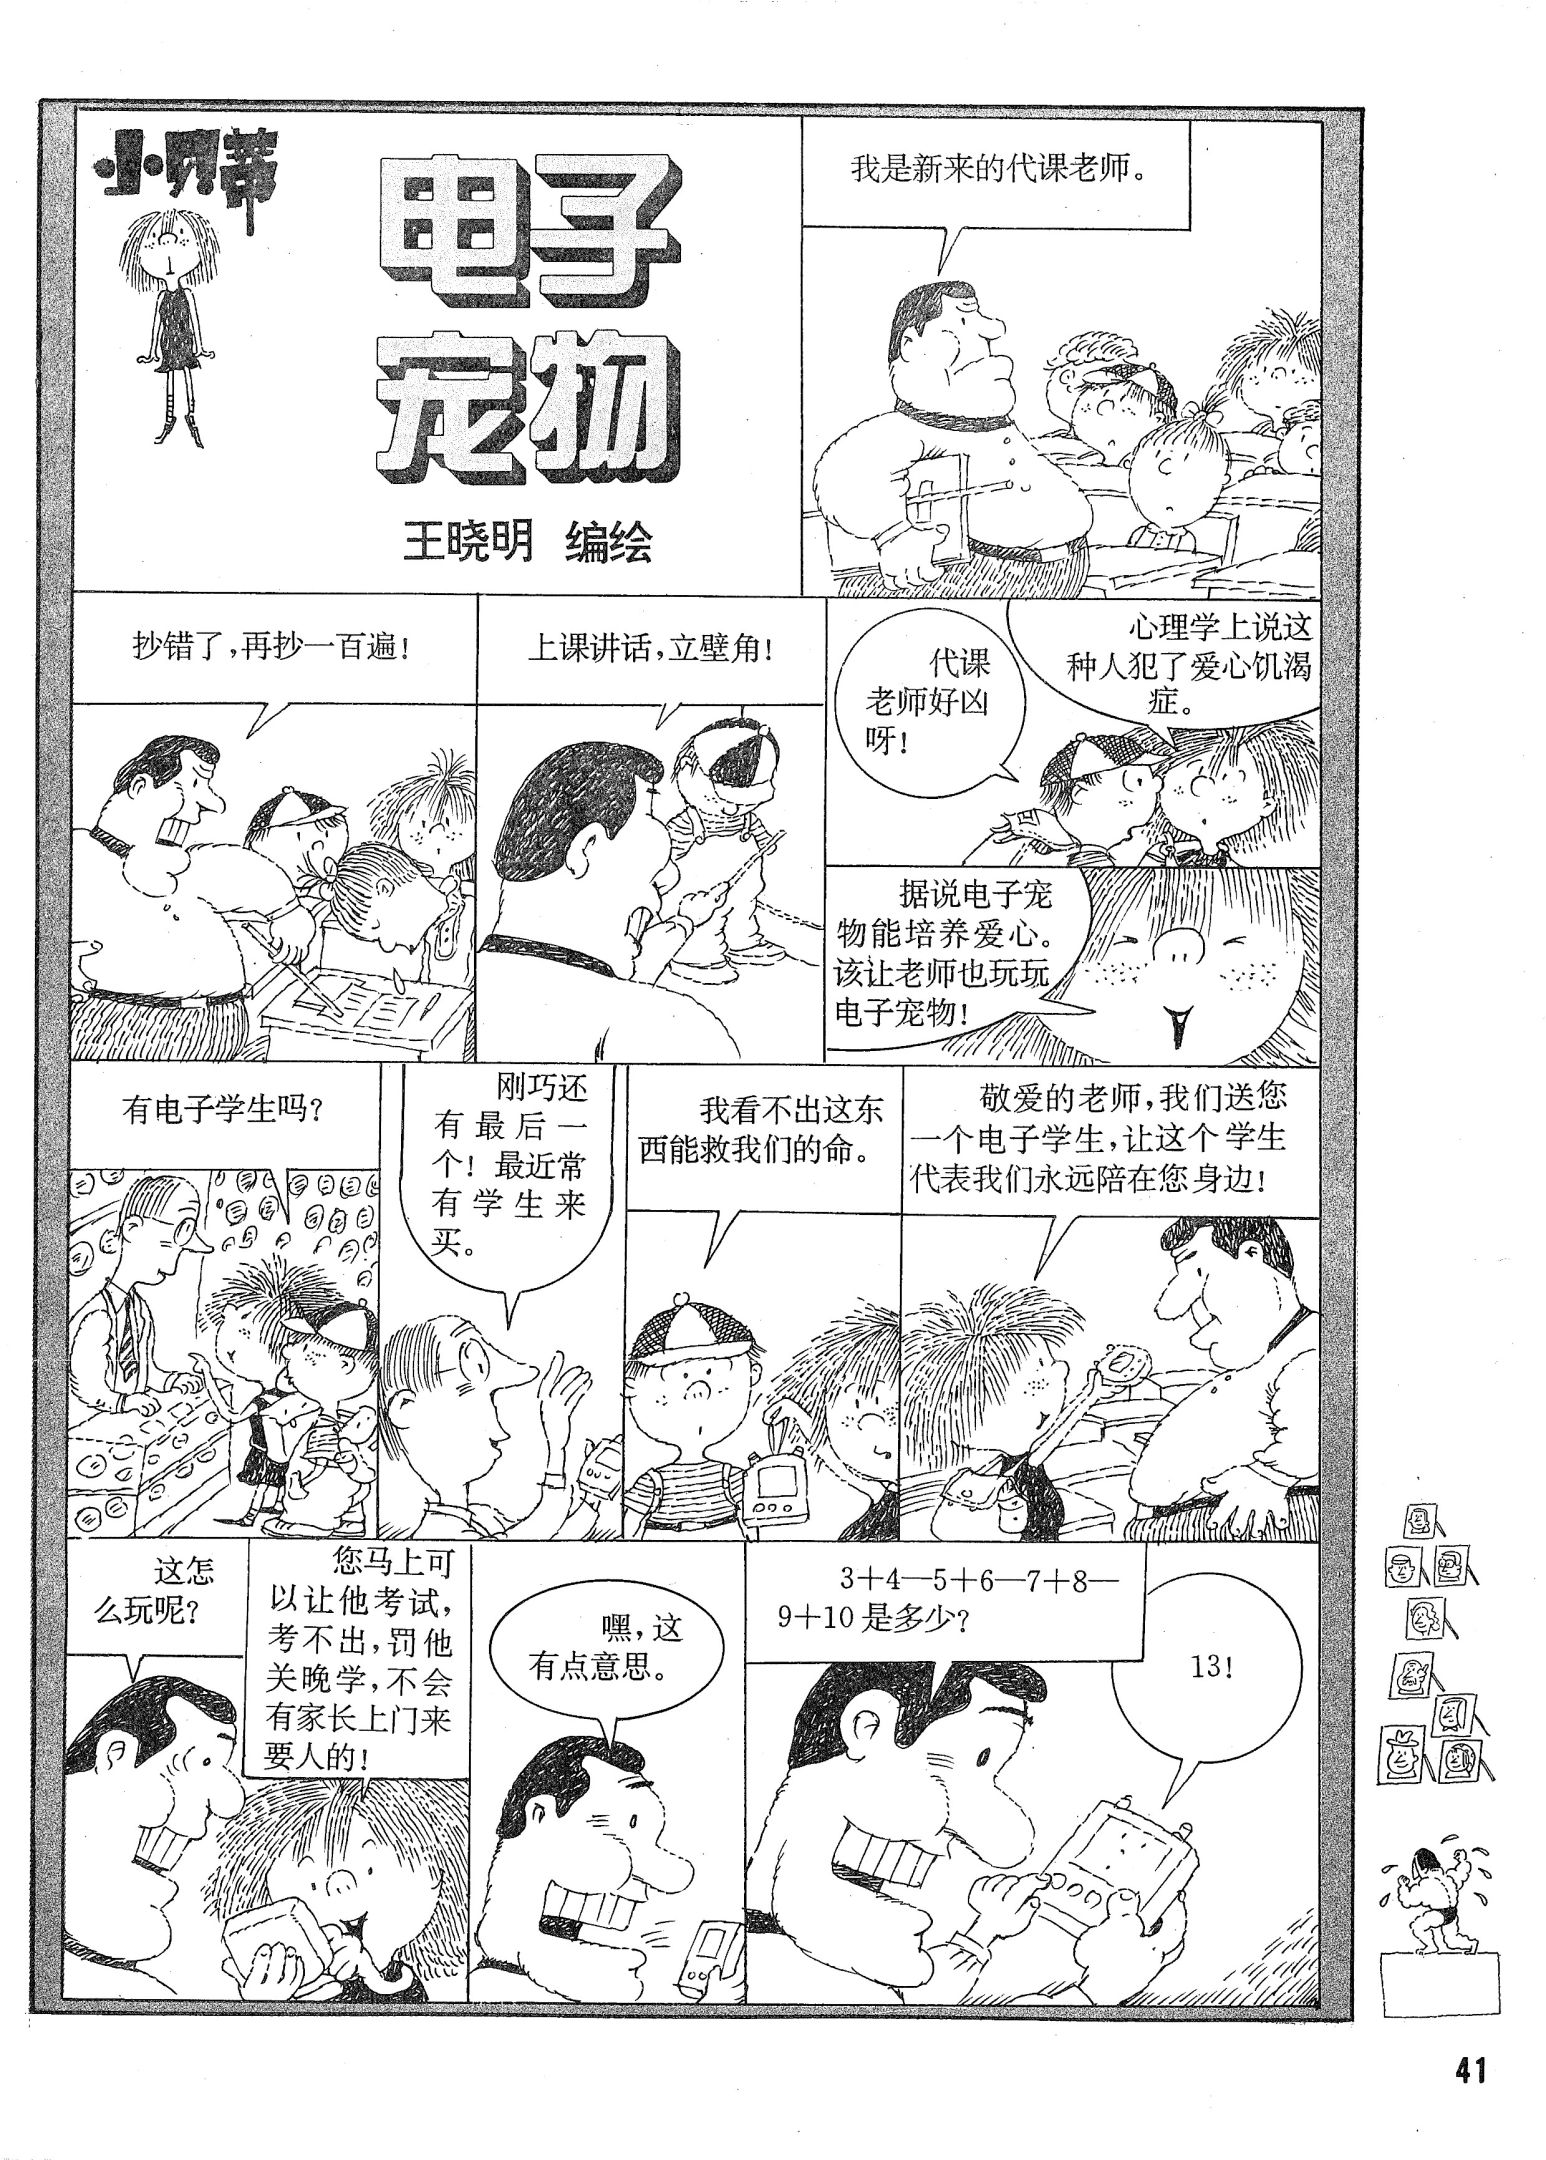 小贝蒂
电子
宠物
王晓明 编绘
我是新来的代课老师。
抄错了,再抄一百遍!
上课讲话,立壁角!
代课
老师好凶
呀!
心理学上说这
种人犯了爱心饥渴
症。
据说电子宠
物能培养爱心。
该让老师也玩玩
电子宠物!
有电子学生吗?
刚巧还
有最后一
个!最近常
有学生来
买。
我看不出这东
西能救我们的命。
敬爱的老师,我们送您
一个电子学生,让这个学生
代表我们永远陪在您身边!
这怎
么玩呢?
您马上可
以让他考试,
考不出,罚他
关晚学,不会
有家长上门来
要人的!
嘿,这
有点意思。
3+4—5+6—7+8—
9+10是多少?
13!
41